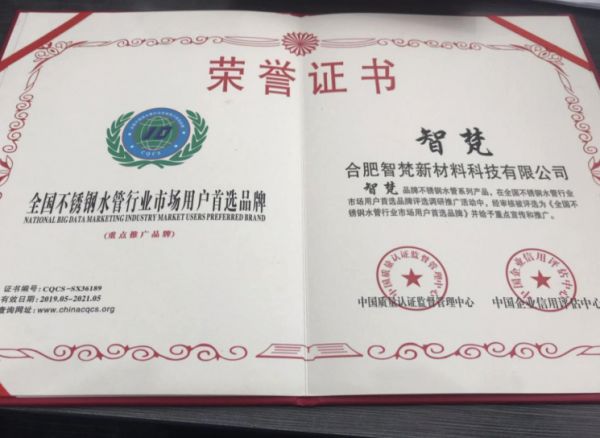 荣誉证书
CQCS
全国不锈钢水管行业市场用户首选品牌
NATIONAL BIG DATA MARKETING INDUSTRY MARKET USERS PREFERRED BRAND
(重点推广品牌)
证书编号:CQCS-SX36189
有效日期:2019.05-2021.05
查询网址:www.chinacqcs.org
智梵
合肥智梵新材料科技有限公司
智梵 品牌不锈钢水管系列产品,在全国不锈钢水管行业
市场用户首选品牌评选调研推广活动中,经审核被评选为《全国不
锈钢水管行业市场用户首选品牌》并给予重点宣传和推广。
中国质量认证监督管理中心
中国企业信用评估中心